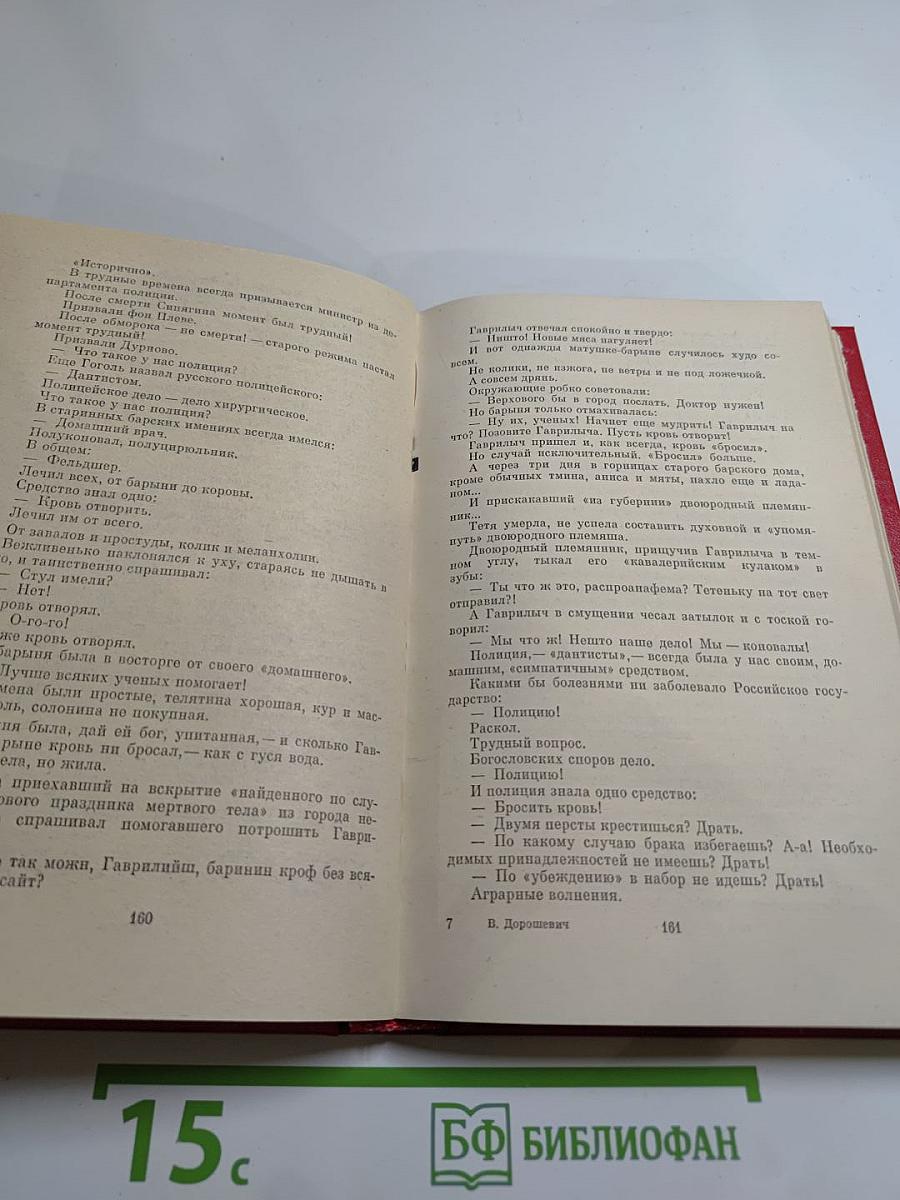 «Исторично».
В трудные времена всегда призывается министр из де-
партамента полиции.
После смерти Сипягина момент был трудный!
Призвали фон Плеве.
После обморока — не смерти! — старого режима настал
момент трудный!
Призвали Дурново.
— Что такое у нас полиция?
Еще Гоголь назвал русского полицейского:
— Дантистом.
Полицейское дело — дело хирургическое.
Что такое у нас полиция?
В старинных барских имениях всегда имелся:
— Домашний врач.
Полуконовал, полуцирюльник.
В общем:
— Фельдшер.
Лечил всех, от барыни до коровы.
Средство знал одно:
— Кровь отворить.
Лечил им от всего.
От завалов и простуды, колик и меланхолии.
Вежливенько наклонялся к уху, стараясь не дышать в
о, и таинственно спрашивал:
— Стул имели?
— Нет!
ровь отворял.
О-го-го!
же кровь отворял.
барыня была в восторге от своего «домашнего».
Лучше всяких ученых помогает!
мена были простые, телятина хорошая, кур и мас-
оль, солонина не покупная.
ня была, дай ей бог, упитанная, — и сколько Гав-
рыне кровь ни бросал, — как с гуся вода.
ела, но жила.
приехавший на вскрытие «найденного по слу-
ового праздника мертвого тела» из города не-
спрашивал помогавшего потрошить Гаври-
так можн, Гаврилийш, баринин кроф без вся-
сайт?
160
Гаврилыч отвечал спокойно и твердо:
— Ништо! Новые мяса нагуляет!
И вот однажды матушке-барыне случилось худо со-
всем.
Не колики, не изжога, не ветры и не под ложечкой.
А совсем дрянь.
Окружающие робко советовали:
— Верхового бы в город послать. Доктор нужен!
Но барыня только отмахивалась:
— Ну их, ученых! Начнет еще мудрить! Гаврилыч на
что? Позовите Гаврилыча. Пусть кровь отворит!
Гаврилыч пришел и, как всегда, кровь «бросил».
Но случай исключительный. «Бросил» больше.
А через три дня в горницах старого барского дома,
кроме обычных тмина, аниса и мяты, пахло еще и лада-
ном...
И прискакавший «из губернии» двоюродный племян-
ник...
Тетя умерла, не успела составить духовной и «упомя-
нуть» двоюродного племяша.
Двоюродный племянник, прищучив Гаврилыча в тем-
ном углу, тыкал его «кавалерийским кулаком» в
зубы:
— Ты что ж это, распроанафема? Тетеньку на тот свет
отправил?!
А Гаврилыч в смущении чесал затылок и с тоской го-
ворил:
— Мы что ж! Нешто наше дело! Мы — коновалы!
Полиция, — «дантисты», — всегда была у нас своим, до-
машним, «симпатичным» средством.
Какими бы болезнями ни заболевало Российское госу-
дарство:
— Полицию!
Раскол.
Трудный вопрос.
Богословских споров дело.
— Полицию!
И полиция знала одно средство:
— Бросить кровь!
— Двумя персты крестишься? Драть.
— По какому случаю брака избегаешь? А-а! Необхо-
димых принадлежностей не имеешь? Драть!
— По «убеждению» в набор не идешь? Драть!
Аграрные волнения.
7 В. Дорошевич 161
15 с
БФ БИБЛИОФАН